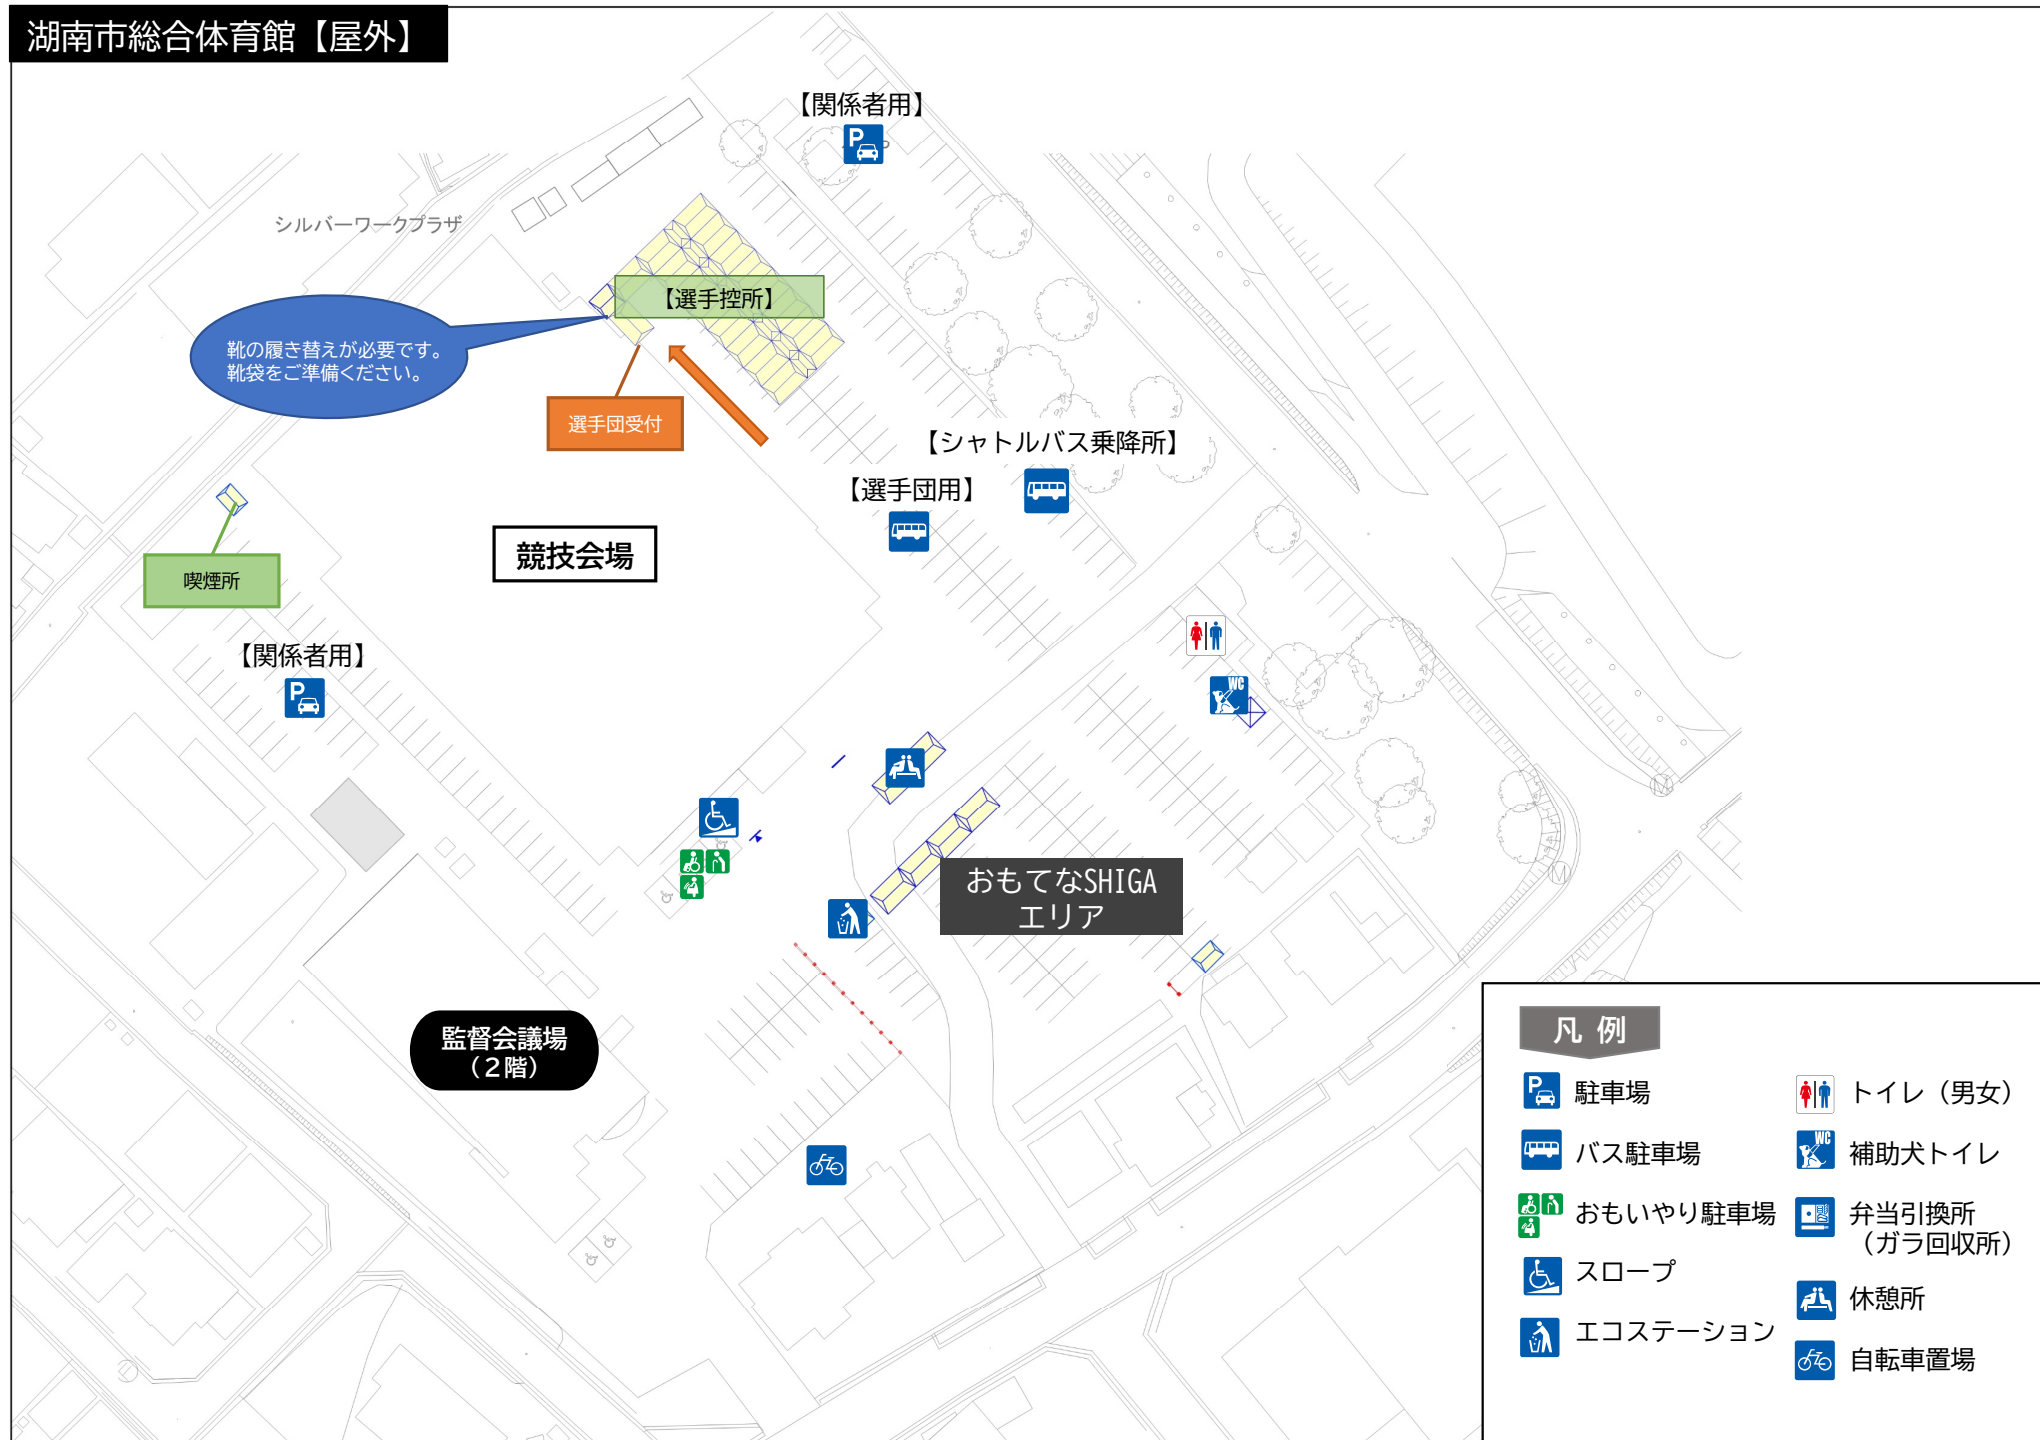 湖南市総合体育館【屋外】
【関係者用】
シルバーワークプラザ
【選手控所】
靴の履き替えが必要です。
靴袋をご準備ください。
選手団受付
【シャトルバス乗降所】
【選手団用】
競技会場
喫煙所
【関係者用】
おもてなSHIGA
エリア
監督会議場
（２階）
凡 例
駐車場
バス駐車場
おもいやり駐車場
スロープ
エコステーション
トイレ（男女）
補助犬トイレ
弁当引換所
（ガラ回収所）
休憩所
自転車置場